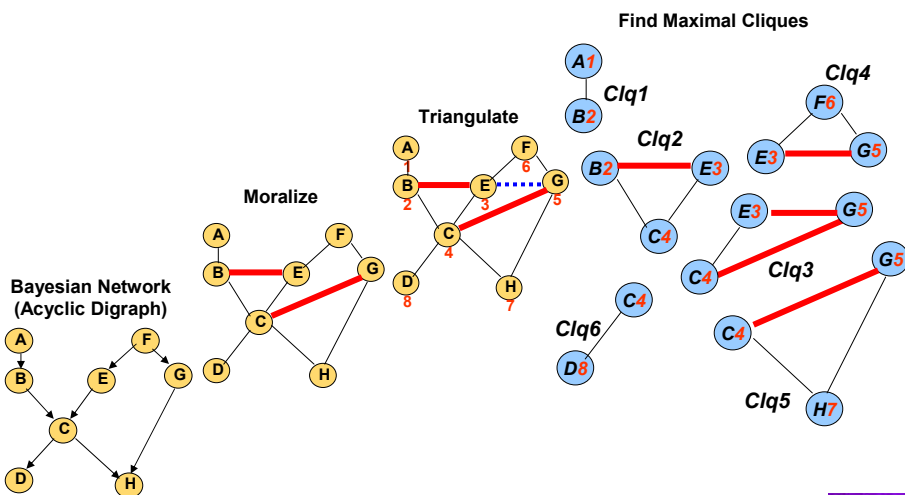 Find Maximal Cliques
A1
Clq1
B2
Clq4
F6
E3
G5
Clq2
B2
E3
C4
E3
G5
C4
Clq3
G5
C4
H7
Clq5
C4
Clq6
D8
Triangulate
A
1
B
2
E
3
F
6
G
5
C
4
D
8
H
7
Moralize
A
B
E
F
G
C
D
H
Bayesian Network
(Acyclic Digraph)
A
B
F
E
G
C
D
H